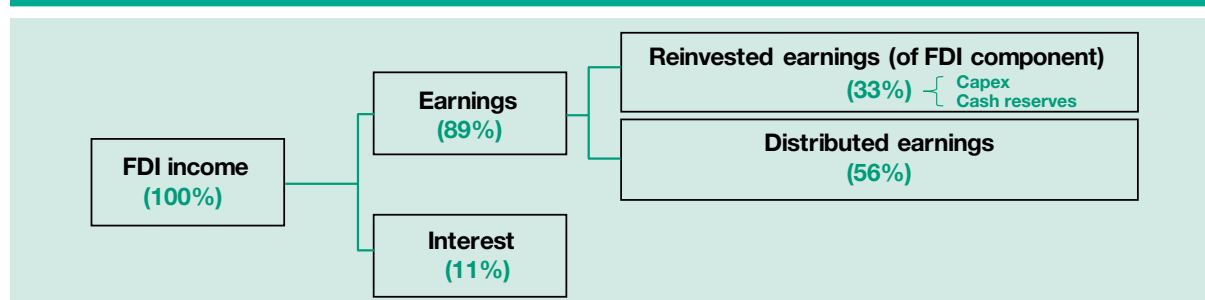 Reinvested earnings (of FDI component)
(33%)
Capex
Cash reserves
Earnings
(89%)
Distributed earnings
(56%)
FDI income
(100%)
Interest
(11%)